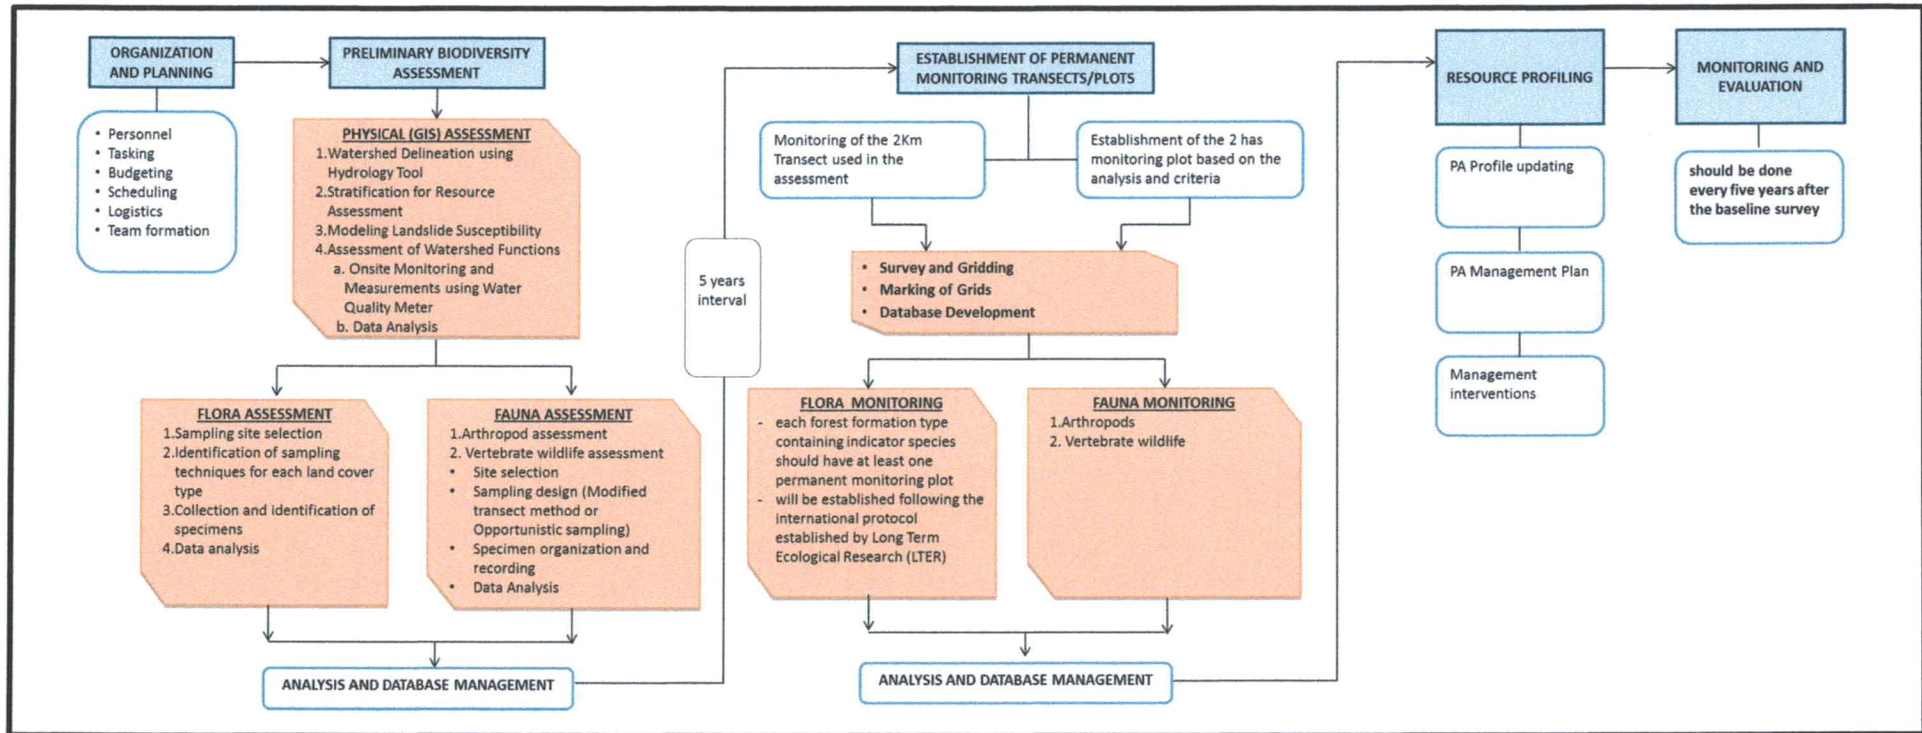 ORGANIZATION
AND PLANNING
• Personnel
• Tasking
• Budgeting
• Scheduling
• Logistics
• Team formation
PRELIMINARY BIODIVERSITY
ASSESSMENT
PHYSICAL (GIS) ASSESSMENT
1.Watershed Delineation using
Hydrology Tool
2.Stratification for Resource
Assessment
3.Modeling Landslide Susceptibility
4.Assessment of Watershed Functions
a. Onsite Monitoring and
Measurements using Water
Quality Meter
b. Data Analysis
FLORA ASSESSMENT
1.Sampling site selection
2.Identification of sampling
techniques for each land cover
type
3.Collection and identification of
specimens
4.Data analysis
FAUNA ASSESSMENT
1.Arthropod assessment
2. Vertebrate wildlife assessment
• Site selection
• Sampling design (Modified
transect method or
Opportunistic sampling)
• Specimen organization and
recording
• Data Analysis
ANALYSIS AND DATABASE MANAGEMENT
5 years
interval
ESTABLISHMENT OF PERMANENT
MONITORING TRANSECTS/PLOTS
Monitoring of the 2Km
Transect used in the
assessment
Establishment of the 2 has
monitoring plot based on the
analysis and criteria
• Survey and Gridding
• Marking of Grids
• Database Development
FLORA MONITORING
- each forest formation type
containing indicator species
should have at least one
permanent monitoring plot
- will be established following the
international protocol
established by Long Term
Ecological Research (LTER)
FAUNA MONITORING
1.Arthropods
2. Vertebrate wildlife
ANALYSIS AND DATABASE MANAGEMENT
RESOURCE PROFILING
PA Profile updating
PA Management Plan
Management
interventions
MONITORING AND
EVALUATION
should be done
every five years after
the baseline survey